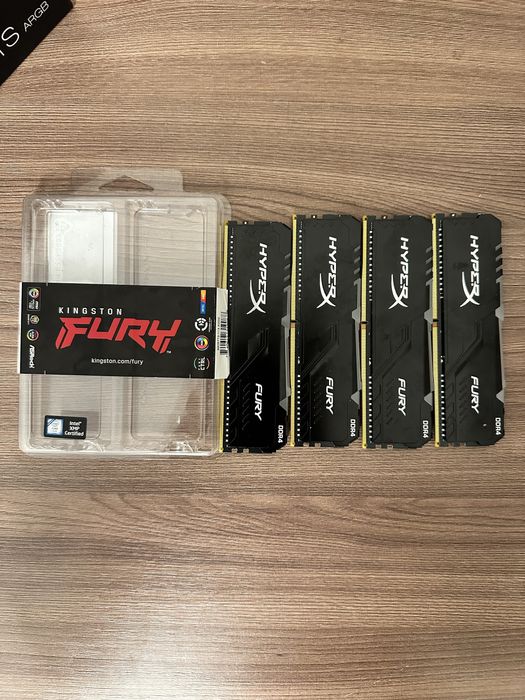 S ARGB
KINGSTON
FURY
kingston.com/fury
ASRock
Intel
XMP
Certified
HYPERX
FURY
DDR4
HYPERX
FURY
DDR4
HYPERX
FURY
DDR4
HYPERX
FURY
DDR4